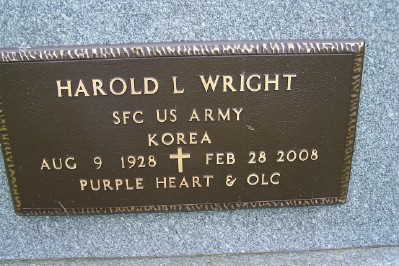 HAROLD L WRIGHT
SFC US ARMY
KOREA
AUG 9 1928 ✝ FEB 28 2008
PURPLE HEART & OLC